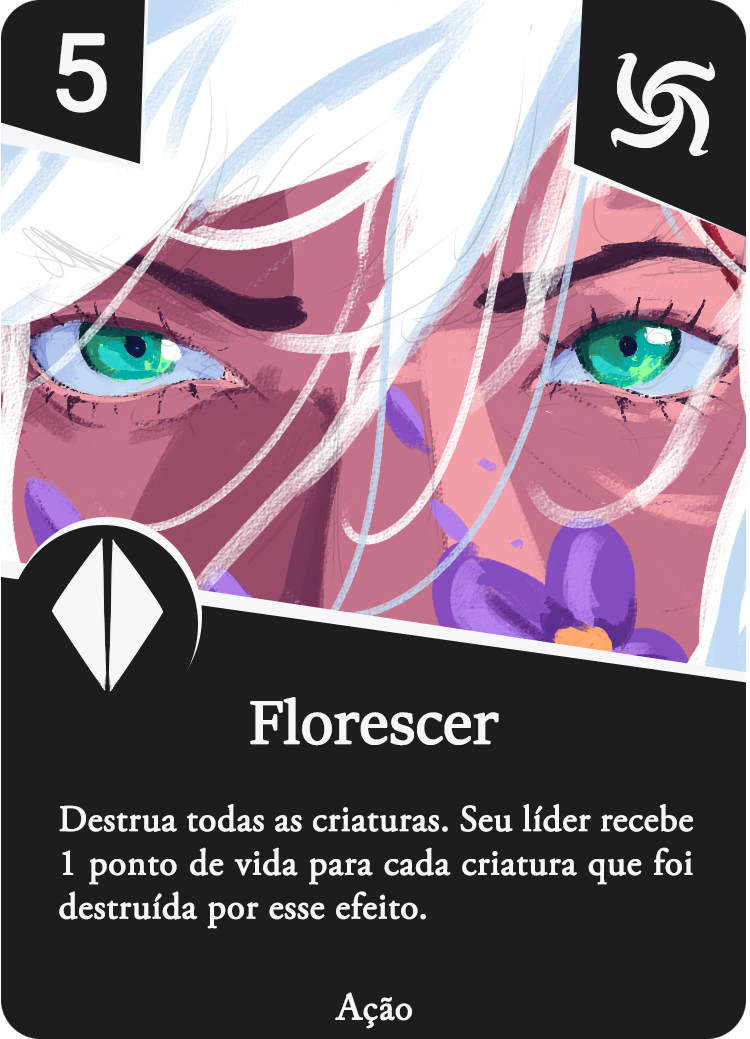 5
Florescer
Destrua todas as criaturas. Seu líder recebe
1 ponto de vida para cada criatura que foi
destruída por esse efeito.
Ação